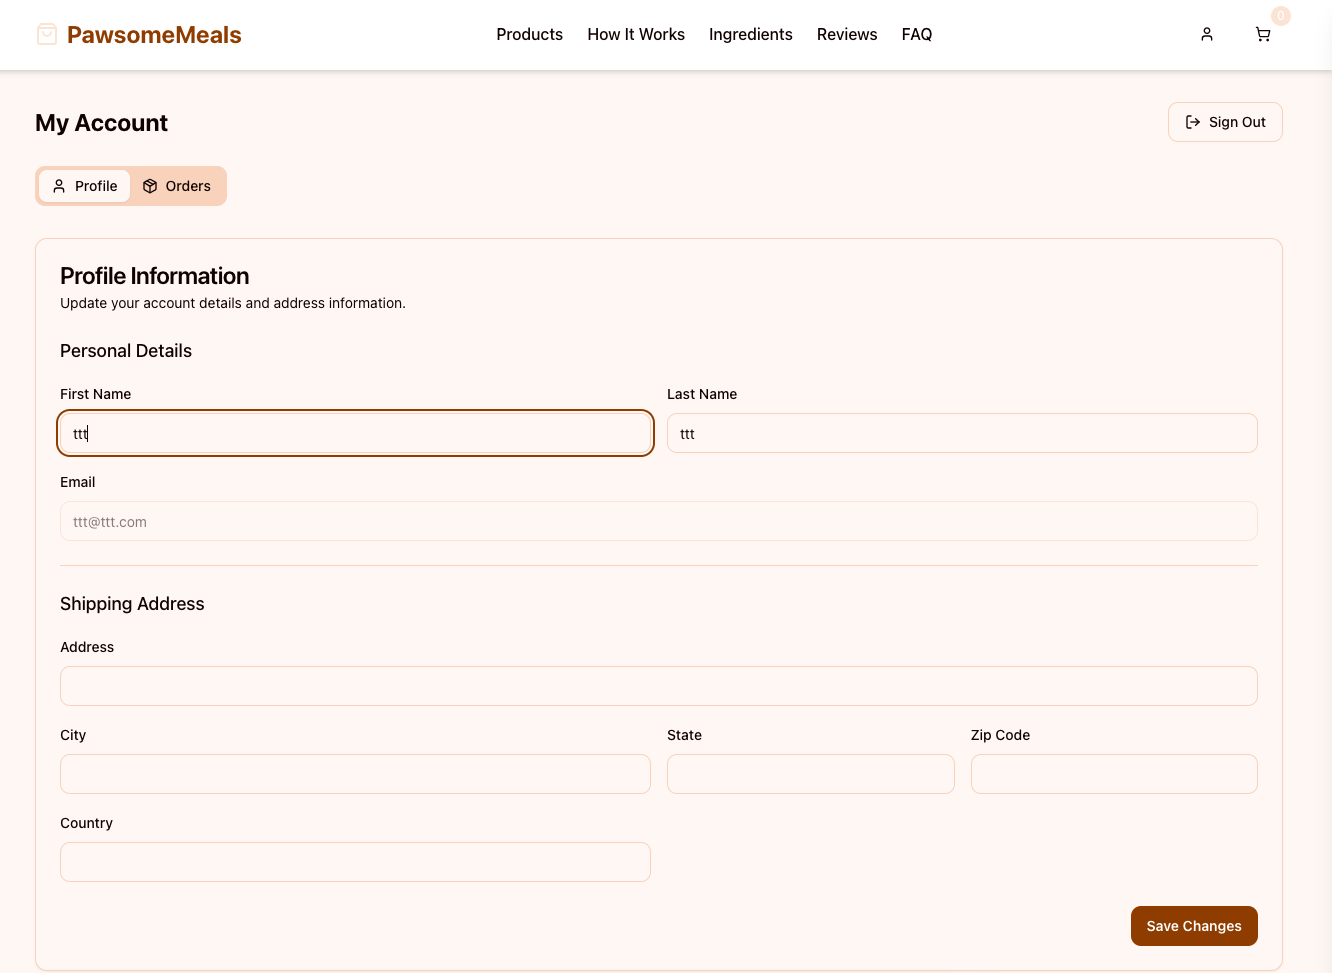 PawsomeMeals
Products How It Works Ingredients Reviews FAQ
0
My Account
Sign Out
Profile Orders
Profile Information
Update your account details and address information.
Personal Details
First Name Last Name
ttt ttt
Email
ttt@ttt.com
Shipping Address
Address
City State Zip Code
Country
Save Changes